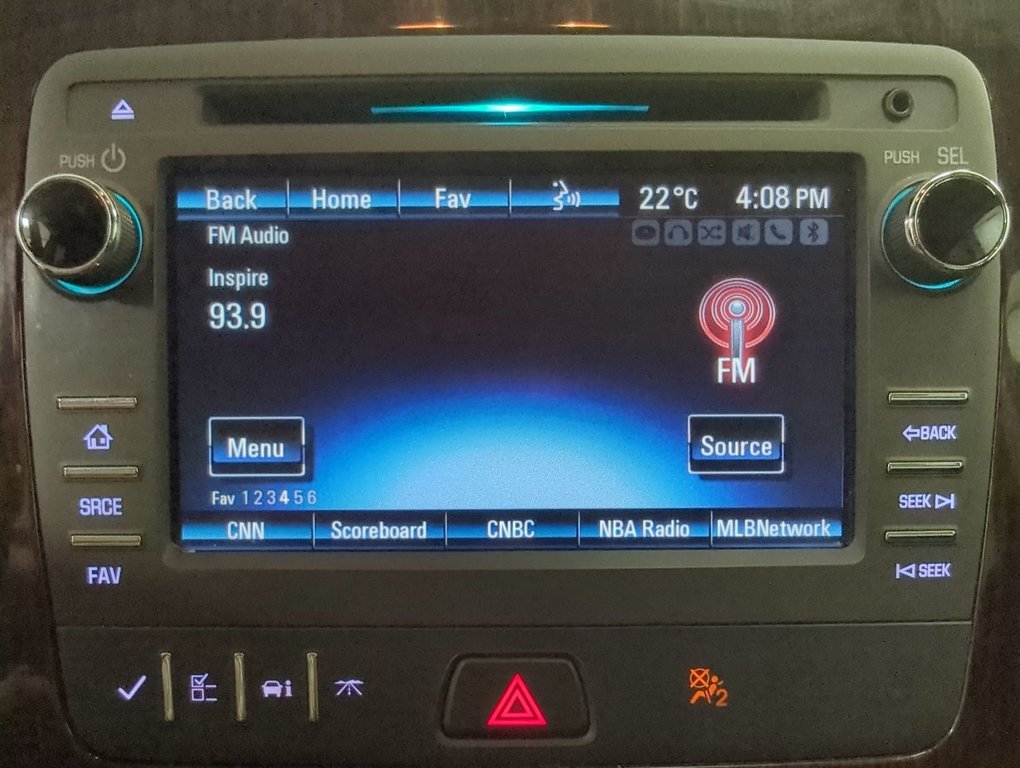 PUSH
PUSH SEL
Back Home Fav 22°C 4:08 PM
FM Audio
Inspire
93.9
FM
Menu Source
Fav 1 2 3 4 5 6
CNN Scoreboard CNBC NBA Radio MLBNetwork
BACK
SRCE
SEEK
FAV
SEEK
i
2